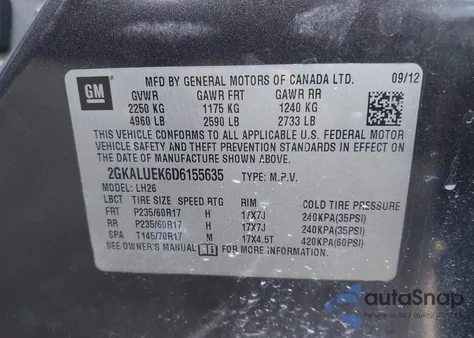 GM
MFD BY GENERAL MOTORS OF CANADA LTD. 09/12
GVWR GAWR FRT GAWR RR
2250 KG 1175 KG 1240 KG
4960 LB 2590 LB 2733 LB
THIS VEHICLE CONFORMS TO ALL APPLICABLE U.S. FEDERAL MOTOR
VEHICLE SAFETY AND THEFT PREVENTION STANDARDS IN EFFECT ON
THE DATE OF MANUFACTURE SHOWN ABOVE.
2GKALUEK6D6155635 TYPE: M.P.V.
MODEL: LH26
LBCT TIRE SIZE SPEED RTG RIM COLD TIRE PRESSURE
FRT P235/60R17 H 17X7J 240KPA(35PSI)
RR P235/60R17 H 17X7J 240KPA(35PSI)
SPA T145/70R17 M 17X4.5T 420KPA(60PSI)
SEE OWNER'S MANUAL FOR MORE INFORMATION.
autoSnap